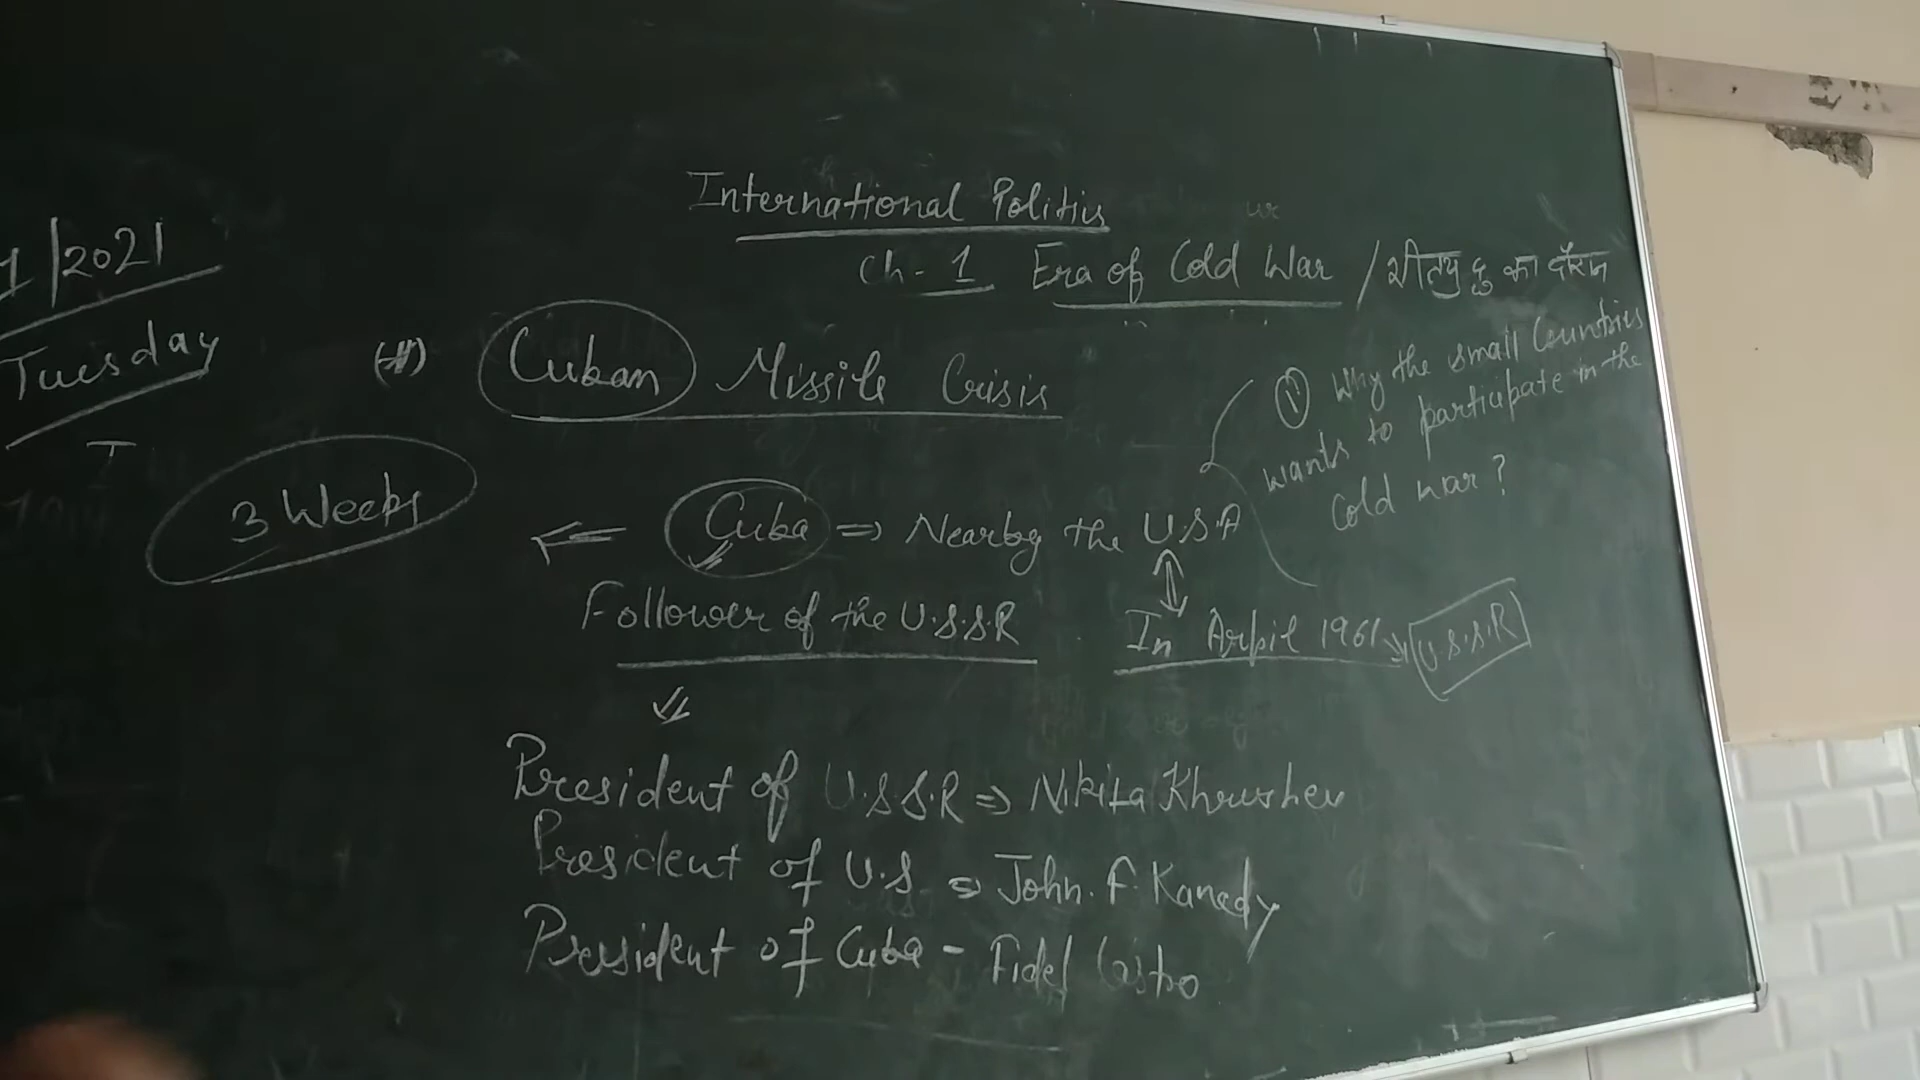 1/2021
Tuesday
International Politics
Ch-1 Era of Cold War / शीतयुद्ध का दौर
(#) Cuban Missile Crisis
① Why the small Countries
wants to participate in the
Cold war?
3 Weeks
⇐ Cuba ⇒ Nearby the U.S.A
Follower of the U.S.S.R
In Arpil 1961 → U.S.S.R
President of U.S.S.R ⇒ Nikita Khrushev
President of U.S. ⇒ John. F. Kanedy
President of Cuba - Fidel Castro